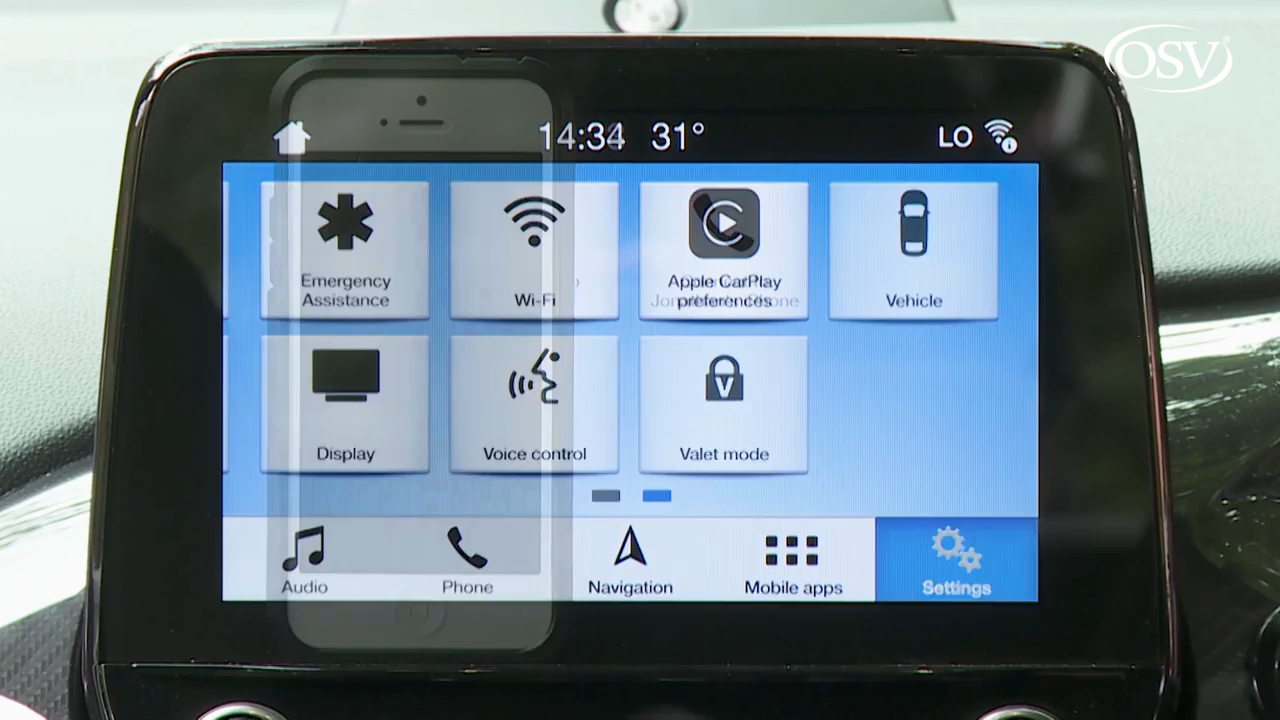 OSV
14:34 31° LO
Emergency
Assistance
Wi-Fi
Apple CarPlay
preferences
Vehicle
Display
Voice control
V
Valet mode
Audio
Phone
Navigation
Mobile apps
Settings